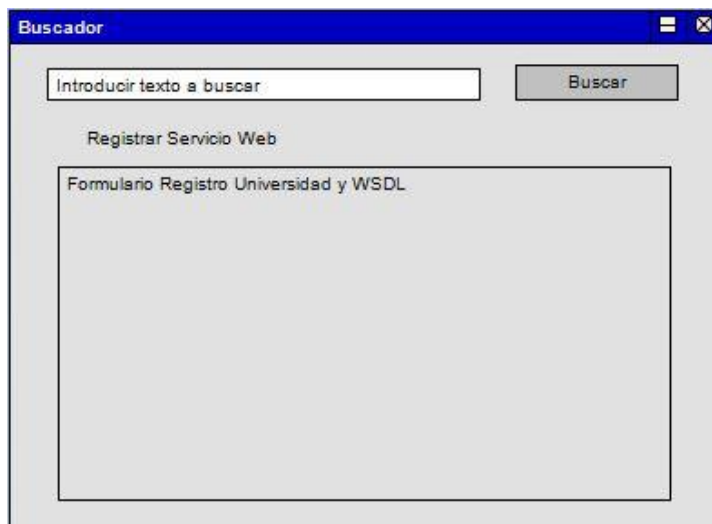 Buscador
Introducir texto a buscar
Buscar
Registrar Servicio Web
Formulario Registro Universidad y WSDL